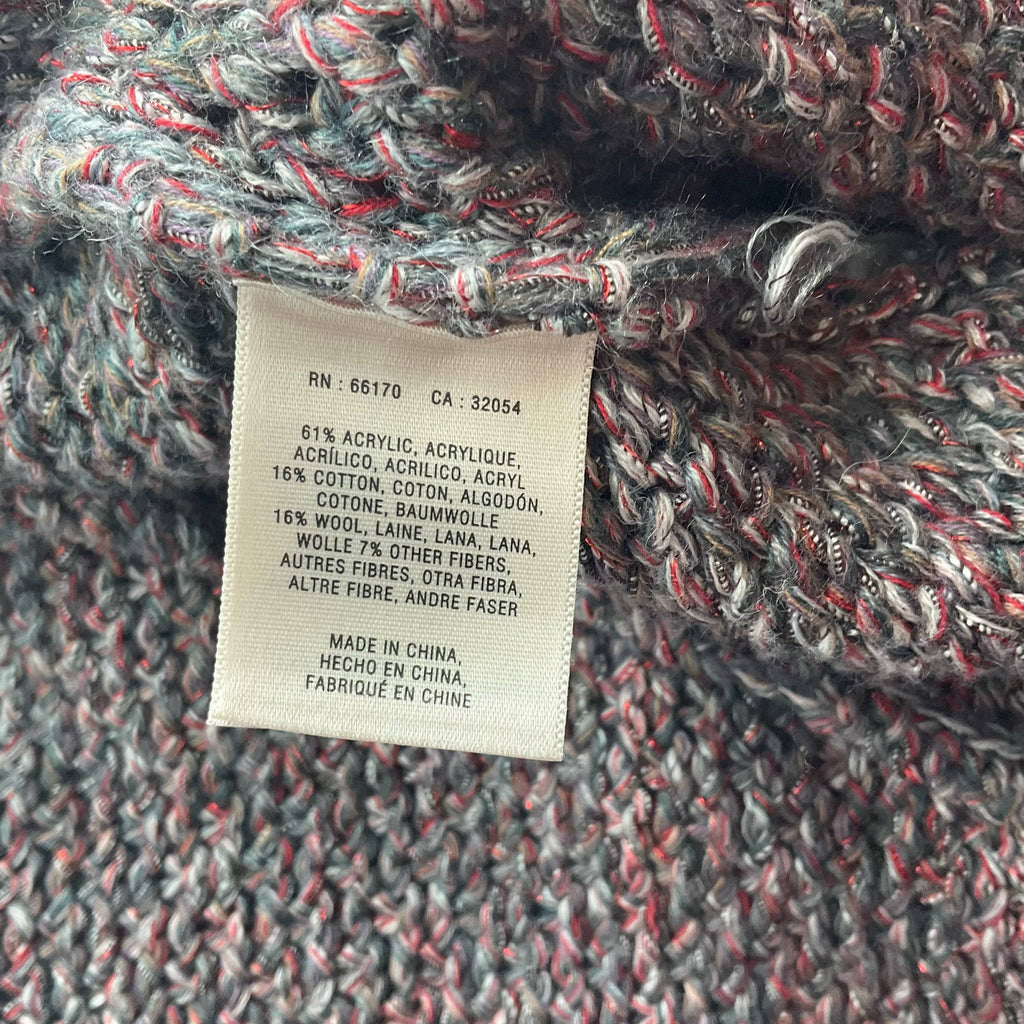 RN : 66170 CA : 32054
61% ACRYLIC, ACRYLIQUE,
ACRÍLICO, ACRILICO, ACRYL
16% COTTON, COTON, ALGODÓN,
COTONE, BAUMWOLLE
16% WOOL, LAINE, LANA, LANA,
WOLLE 7% OTHER FIBERS,
AUTRES FIBRES, OTRA FIBRA,
ALTRE FIBRE, ANDRE FASER
MADE IN CHINA,
HECHO EN CHINA,
FABRIQUÉ EN CHINE